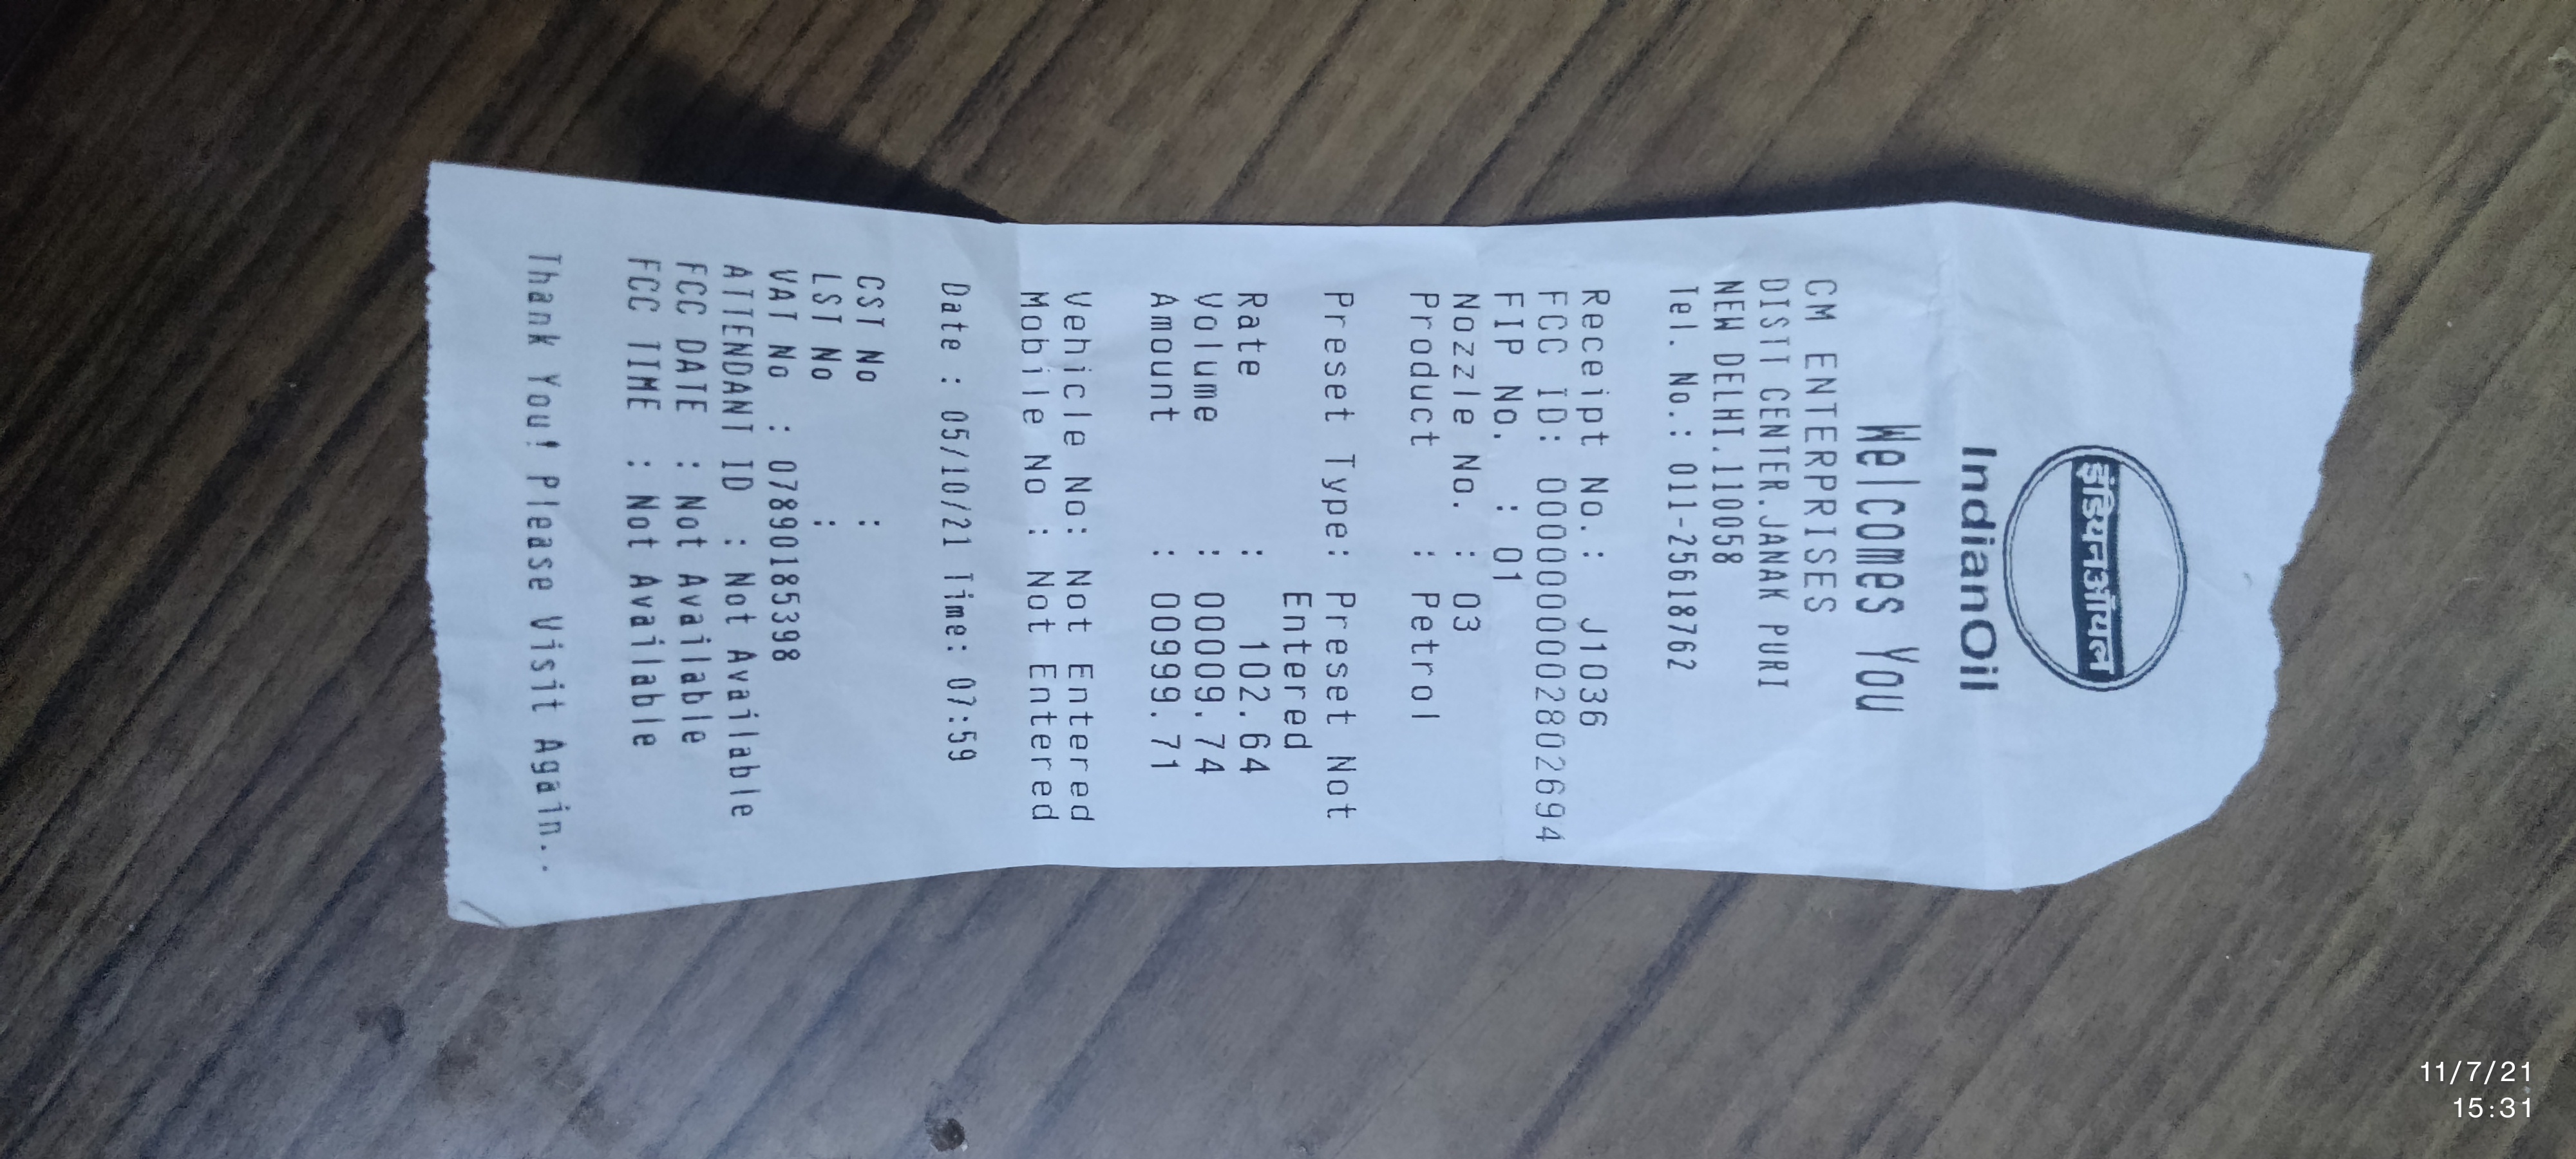 इंडियनऑयल
IndianOil
Welcomes You
CM ENTERPRISES
DISTT CENTER.JANAK PURI
NEW DELHI.110058
Tel. No.: 011-25618762
Receipt No.: J1036
FCC ID: 0000000000002802694
FIP No. : 01
Nozzle No. : 03
Product : Petrol
Preset Type: Preset Not
Entered
Rate : 102.64
Volume : 00009.74
Amount : 00999.71
Vehicle No: Not Entered
Mobile No : Not Entered
Date : 05/10/21 Time: 07:59
CST No :
LST No :
VAT No : 07890185398
ATTENDANT ID : Not Available
FCC DATE : Not Available
FCC TIME : Not Available
Thank You! Please Visit Again..
11/7/21
15:31